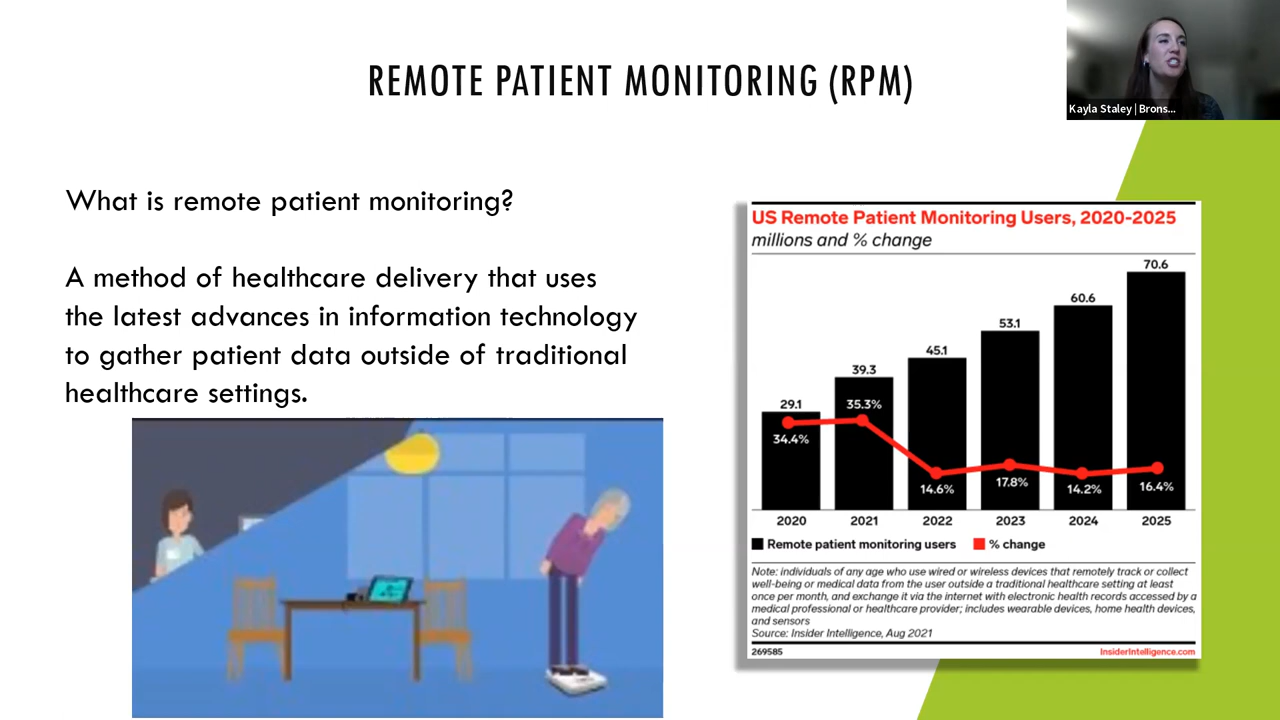 REMOTE PATIENT MONITORING (RPM)
Kayla Staley | Brons...
What is remote patient monitoring?
A method of healthcare delivery that uses
the latest advances in information technology
to gather patient data outside of traditional
healthcare settings.
US Remote Patient Monitoring Users, 2020-2025
millions and % change
29.1
39.3
45.1
53.1
60.6
70.6
34.4%
35.3%
14.6%
17.8%
14.2%
16.4%
2020 2021 2022 2023 2024 2025
Remote patient monitoring users % change
Note: individuals of any age who use wired or wireless devices that remotely track or collect
well-being or medical data from the user outside a traditional healthcare setting at least
once per month, and exchange it via the internet with electronic health records accessed by a
medical professional or healthcare provider; includes wearable devices, home health devices,
and sensors
Source: Insider Intelligence, Aug 2021
269585 InsiderIntelligence.com